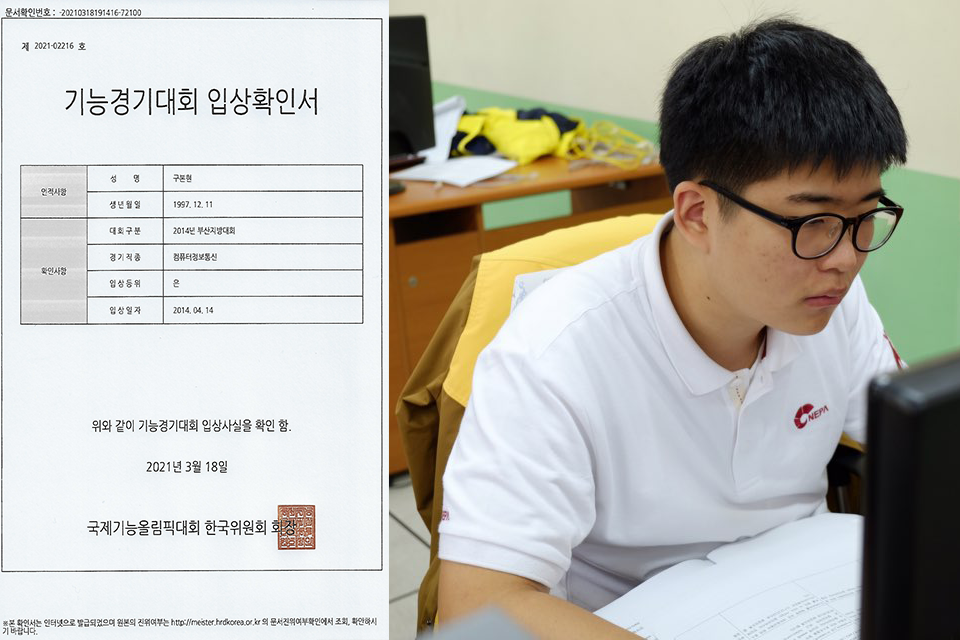 문서확인번호 : -20210318191416-72100
제 2021-02216 호
기능경기대회 입상확인서
인적사항
성 명 구본현
생년월일 1997. 12. 11
확인사항
대회구분 2014년 부산지방대회
경기직종 컴퓨터정보통신
입상등위 은
입상일자 2014. 04. 14
위와 같이 기능경기대회 입상사실을 확인 함.
2021년 3월 18일
국제기능올림픽대회 한국위원회 회장
※본 확인서는 인터넷으로 발급되었으며 원본의 진위여부는 http://meister.hrdkorea.or.kr 의 문서진위여부확인에서 조회, 확인하시
기 바랍니다.
NEPA